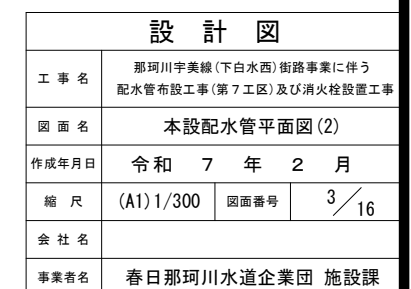 設計図
工事名 那珂川宇美線(下白水西)街路事業に伴う
配水管布設工事(第7工区)及び消火栓設置工事
図面名 本設配水管平面図(2)
作成年月日 令和 7 年 2 月
縮尺 (A1)1/300 図面番号 3/16
会社名
事業者名 春日那珂川水道企業団 施設課